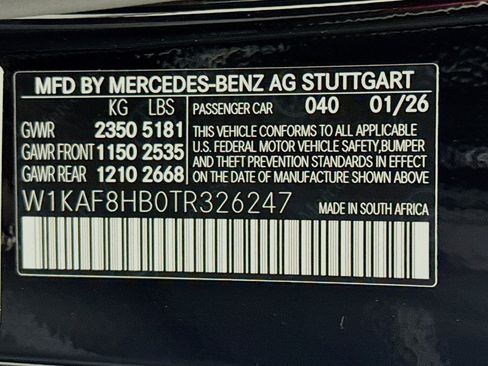 MFD BY MERCEDES-BENZ AG STUTTGART
KG LBS
GVWR 2350 5181
GAWR FRONT 1150 2535
GAWR REAR 1210 2668
PASSENGER CAR 040 01/26
THIS VEHICLE CONFORMS TO ALL APPLICABLE
U.S. FEDERAL MOTOR VEHICLE SAFETY,BUMPER
AND THEFT PREVENTION STANDARDS IN EFFECT
ON THE DATE OF MANUFACTURE SHOWN ABOVE.
W1KAF8HB0TR326247
MADE IN SOUTH AFRICA